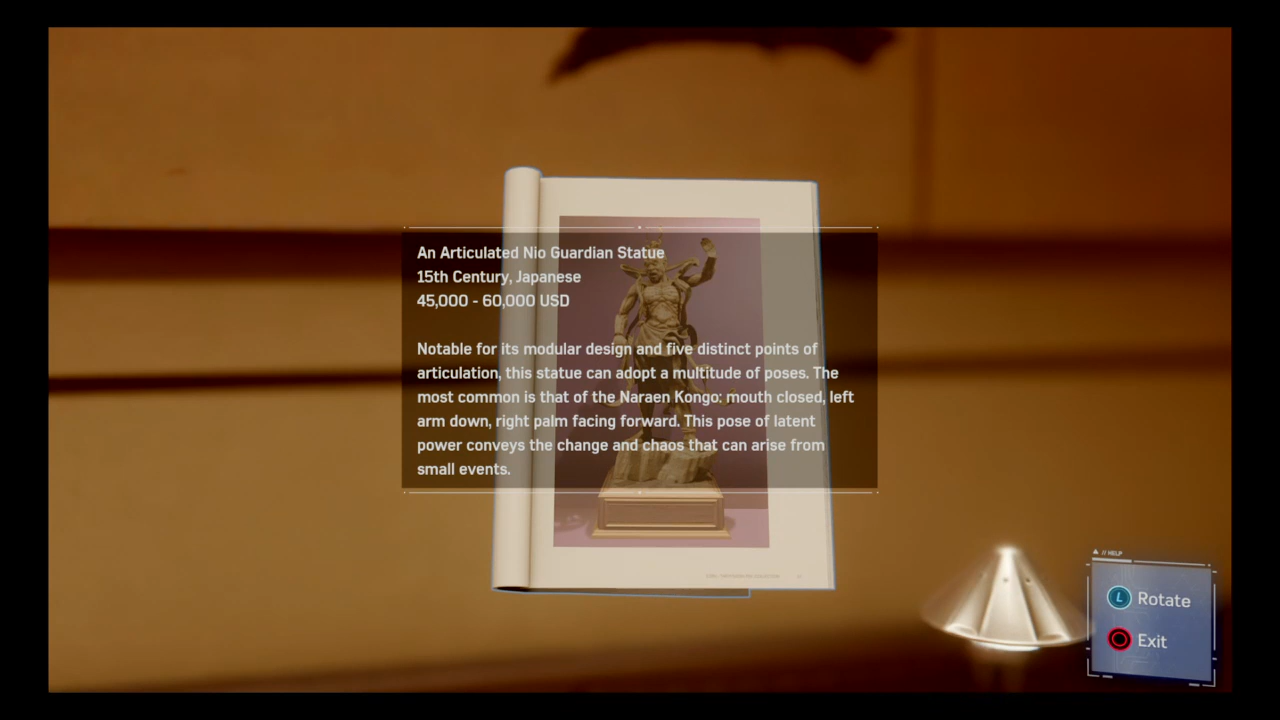 An Articulated Nio Guardian Statue
15th Century, Japanese
45,000 - 60,000 USD
Notable for its modular design and five distinct points of
articulation, this statue can adopt a multitude of poses. The
most common is that of the Naraen Kongo: mouth closed, left
arm down, right palm facing forward. This pose of latent
power conveys the change and chaos that can arise from
small events.
// HELP
L Rotate
Exit